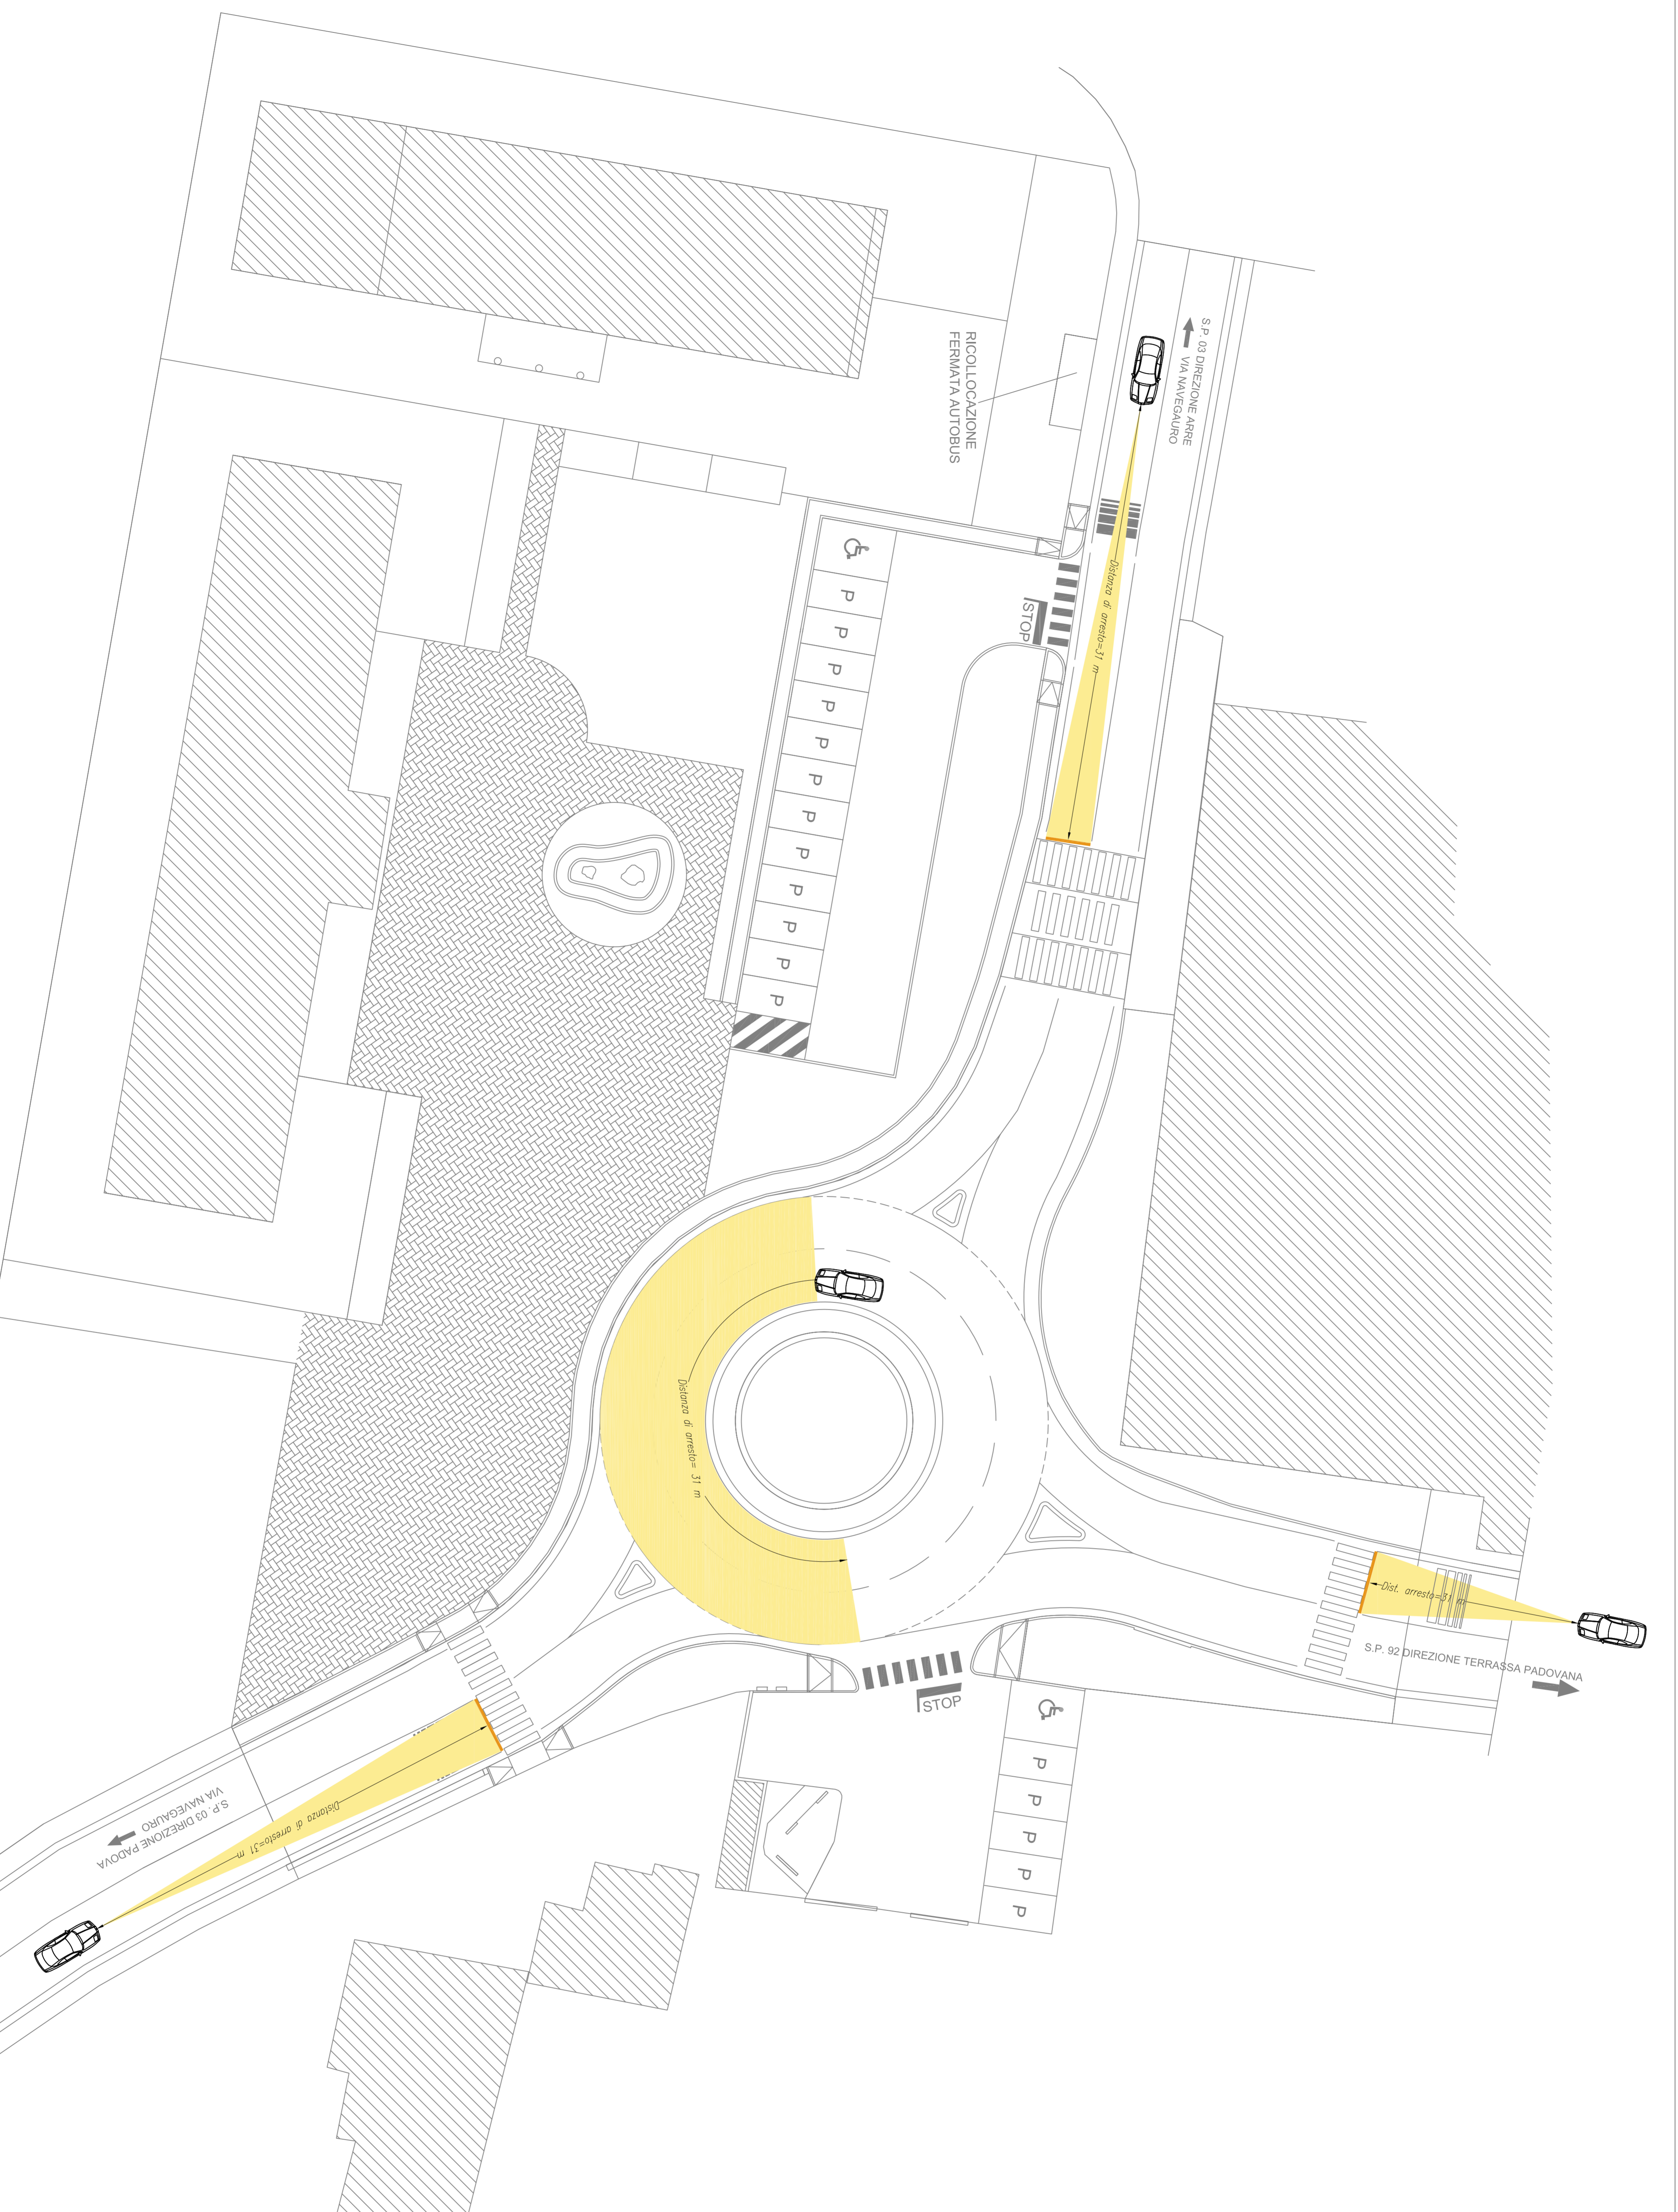 S.P. 03 DIREZIONE ARRE
VIA NAVEGAURO
RICOLLOCAZIONE
FERMATA AUTOBUS
Distanza di arresto=31 m
STOP
P
P
P
P
P
P
P
P
P
P
P
P
Distanza di arresto= 31 m
Dist. arresto=31 m
S.P. 92 DIREZIONE TERRASSA PADOVANA
STOP
P
P
P
P
P
S.P. 03 DIREZIONE PADOVA
VIA NAVEGAURO
Distanza di arresto=31 m